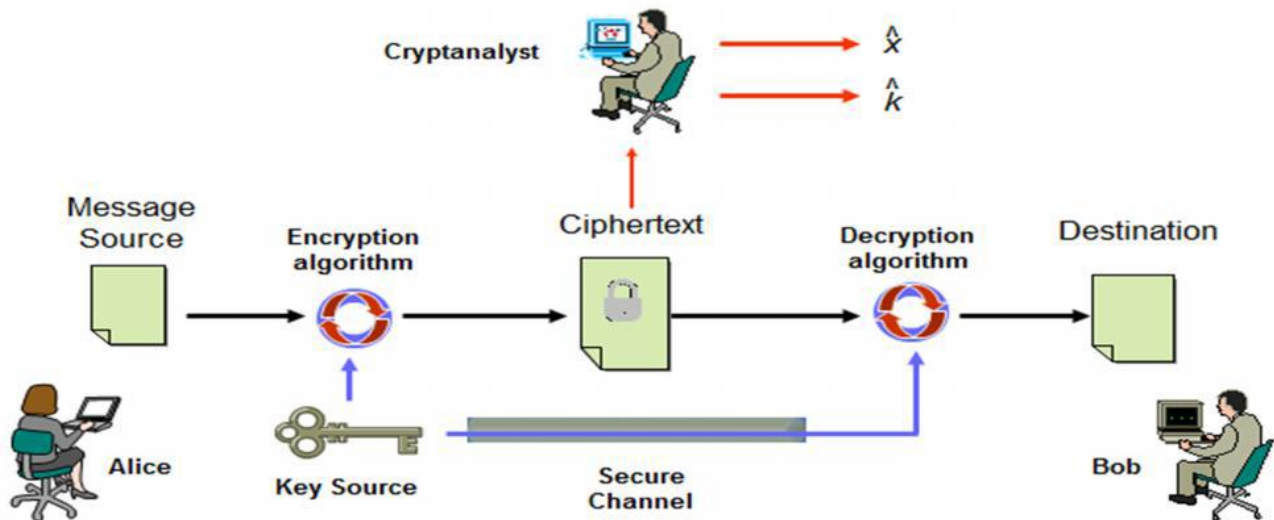 Cryptanalyst
x̂
k̂
Message
Source
Encryption
algorithm
Ciphertext
Decryption
algorithm
Destination
Alice
Key Source
Secure
Channel
Bob